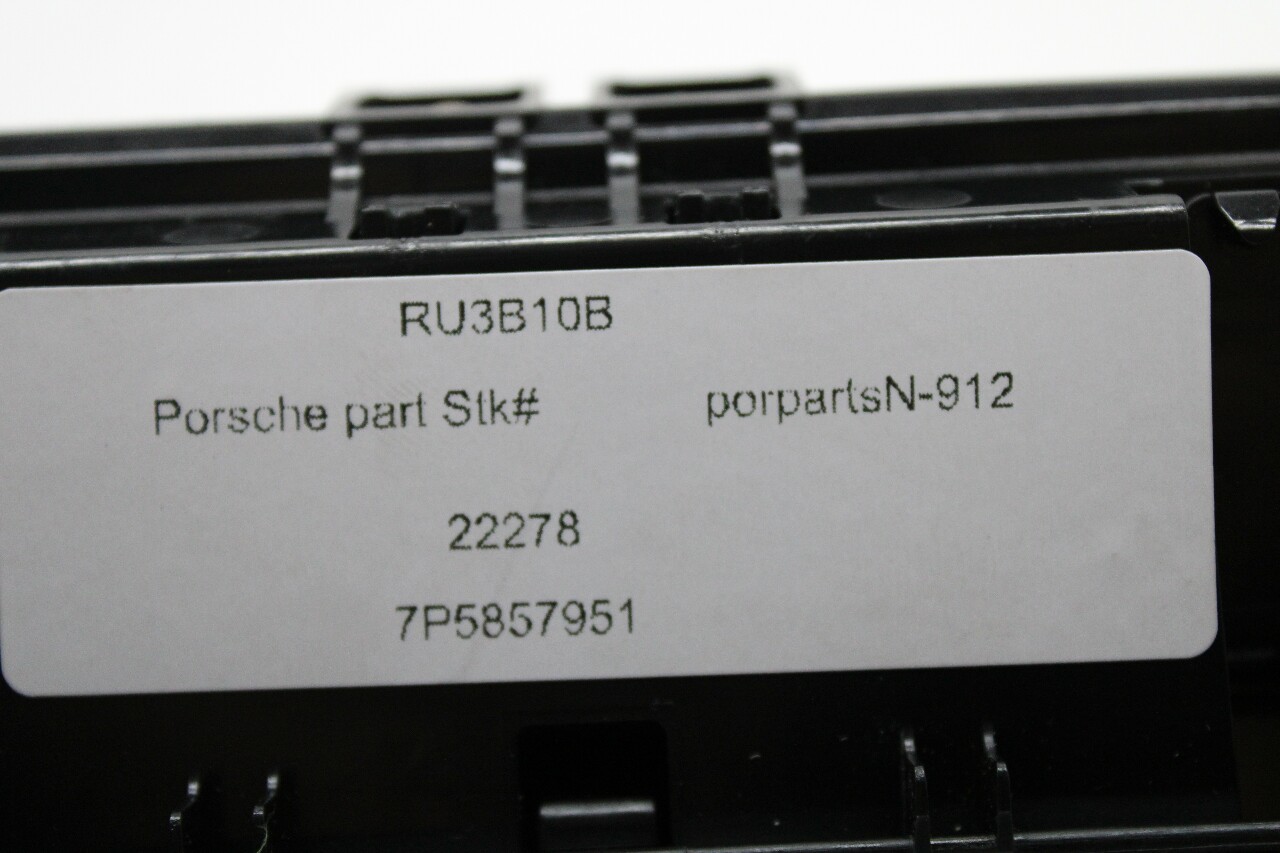 RU3B10B
Porsche part Stk# porpartsN-912
22278
7P5857951